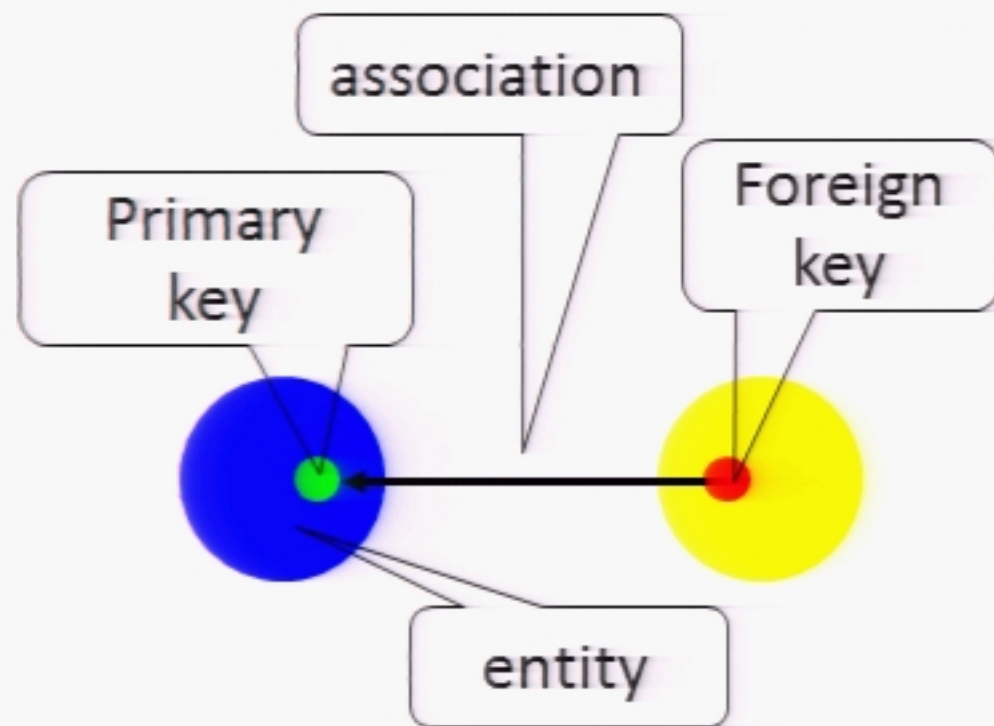 association
Primary
key
Foreign
key
entity